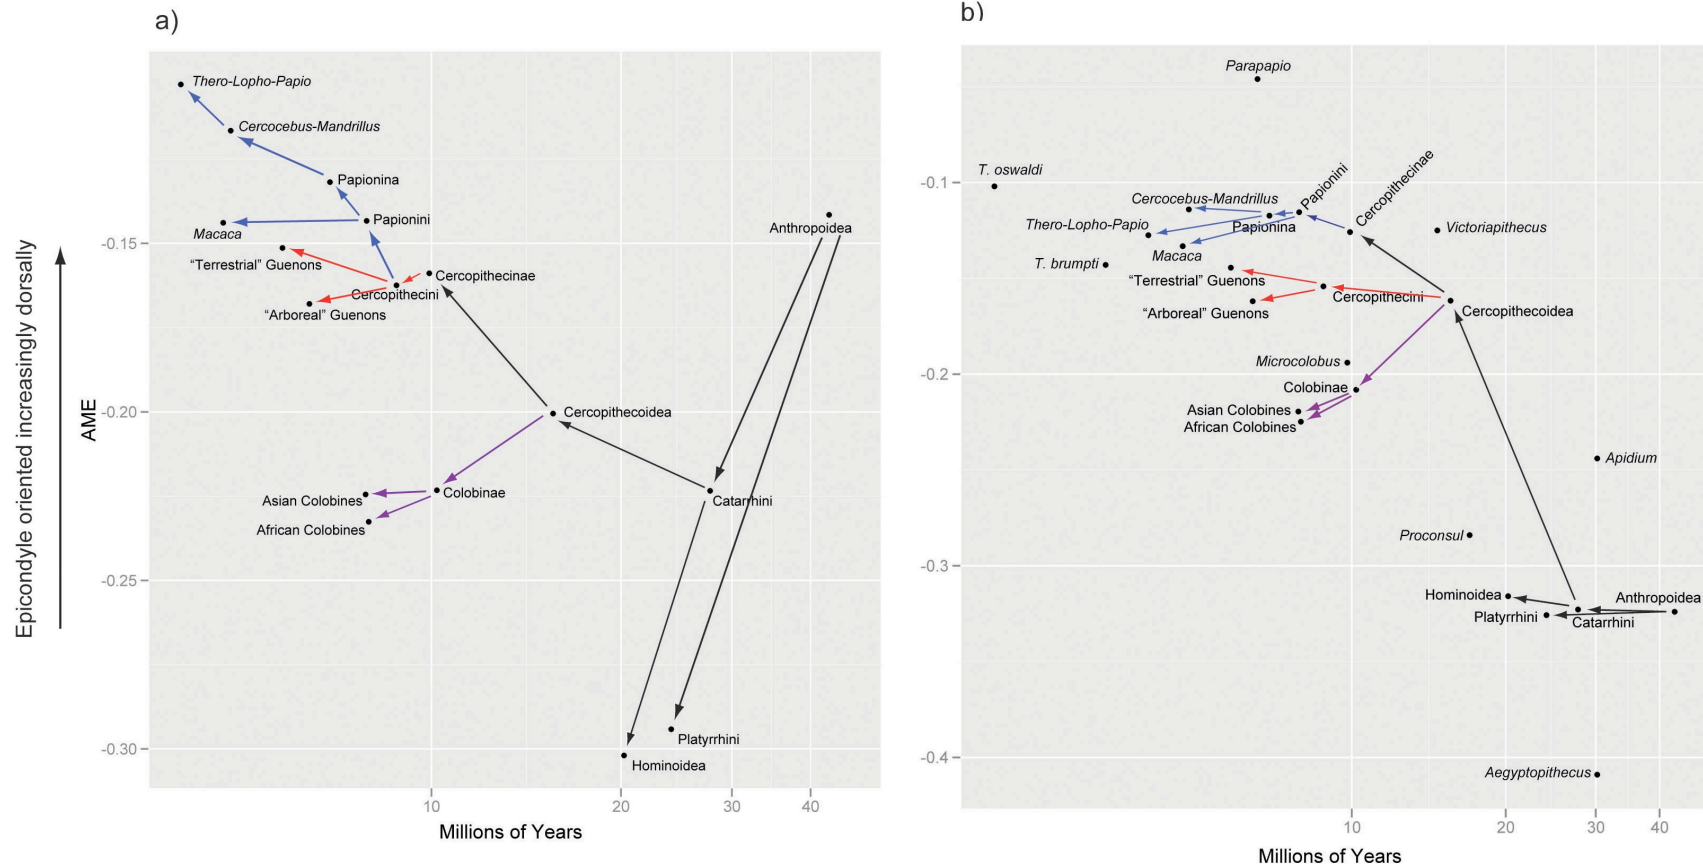 a)
Thero-Lopho-Papio
Cercocebus-Mandrillus
Papionina
Papionini
Macaca
"Terrestrial" Guenons
Cercopithecinae
Cercopithecini
"Arboreal" Guenons
Anthropoidea
Cercopithecoidea
Asian Colobines
Colobinae
African Colobines
Catarrhini
Platyrrhini
Hominoidea
-0.15
-0.20
-0.25
-0.30
AME
Epicondyle oriented increasingly dorsally
10
20
30
40
Millions of Years
b)
Parapapio
T. oswaldi
Cercocebus-Mandrillus
Papionini
Cercopithecinae
Thero-Lopho-Papio
Papionina
Victoriapithecus
Macaca
T. brumpti
"Terrestrial" Guenons
Cercopithecini
"Arboreal" Guenons
Cercopithecoidea
Microcolobus
Colobinae
Asian Colobines
African Colobines
Apidium
Proconsul
Hominoidea
Anthropoidea
Platyrrhini
Catarrhini
Aegyptopithecus
-0.1
-0.2
-0.3
-0.4
10
20
30
40
Millions of Years